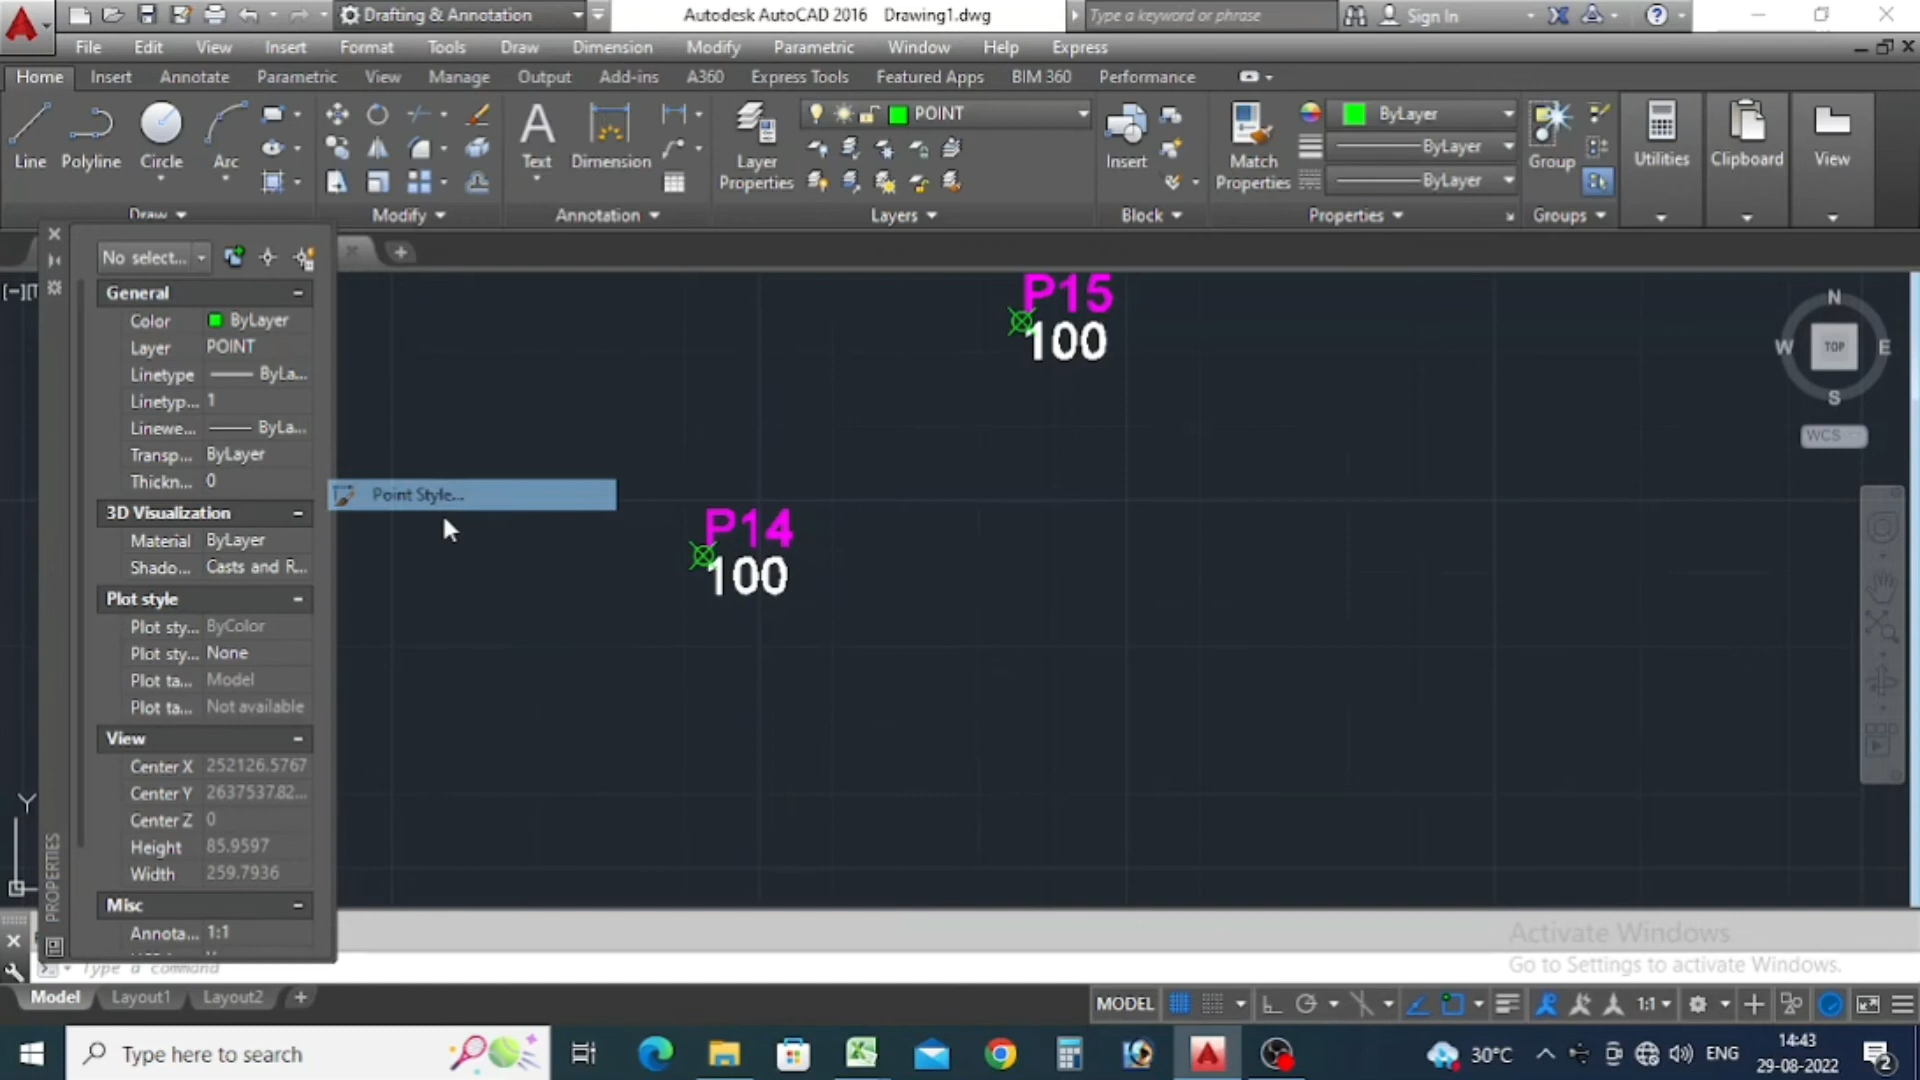 Drafting & Annotation
Autodesk AutoCAD 2016 Drawing1.dwg
Type a keyword or phrase
Sign In
File Edit View Insert Format Tools Draw Dimension Modify Parametric Window Help Express
Home Insert Annotate Parametric View Manage Output Add-ins A360 Express Tools Featured Apps BIM 360 Performance
POINT
ByLayer
ByLayer
ByLayer
Line Polyline Circle Arc Text Dimension Layer Properties Insert Match Properties Group Utilities Clipboard View
Draw Modify Annotation Layers Block Properties Groups
No select...
General
Color ByLayer
Layer POINT
Linetype ByLa...
Linetyp... 1
Linewe... ByLa...
Transp... ByLayer
Thickn... 0
3D Visualization
Material ByLayer
Shado... Casts and R...
Plot style
Plot sty... ByColor
Plot sty... None
Plot ta... Model
Plot ta... Not available
View
Center X 252126.5767
Center Y 2637537.82...
Center Z 0
Height 85.9597
Width 259.7936
Misc
Annota... 1:1
PROPERTIES
Point Style...
P15
100
P14
100
N
W TOP E
S
WCS
Y
Activate Windows
Go to Settings to activate Windows.
Type a command
Model Layout1 Layout2
MODEL 1:1
Type here to search
30°C ENG
14:43
29-08-2022
2